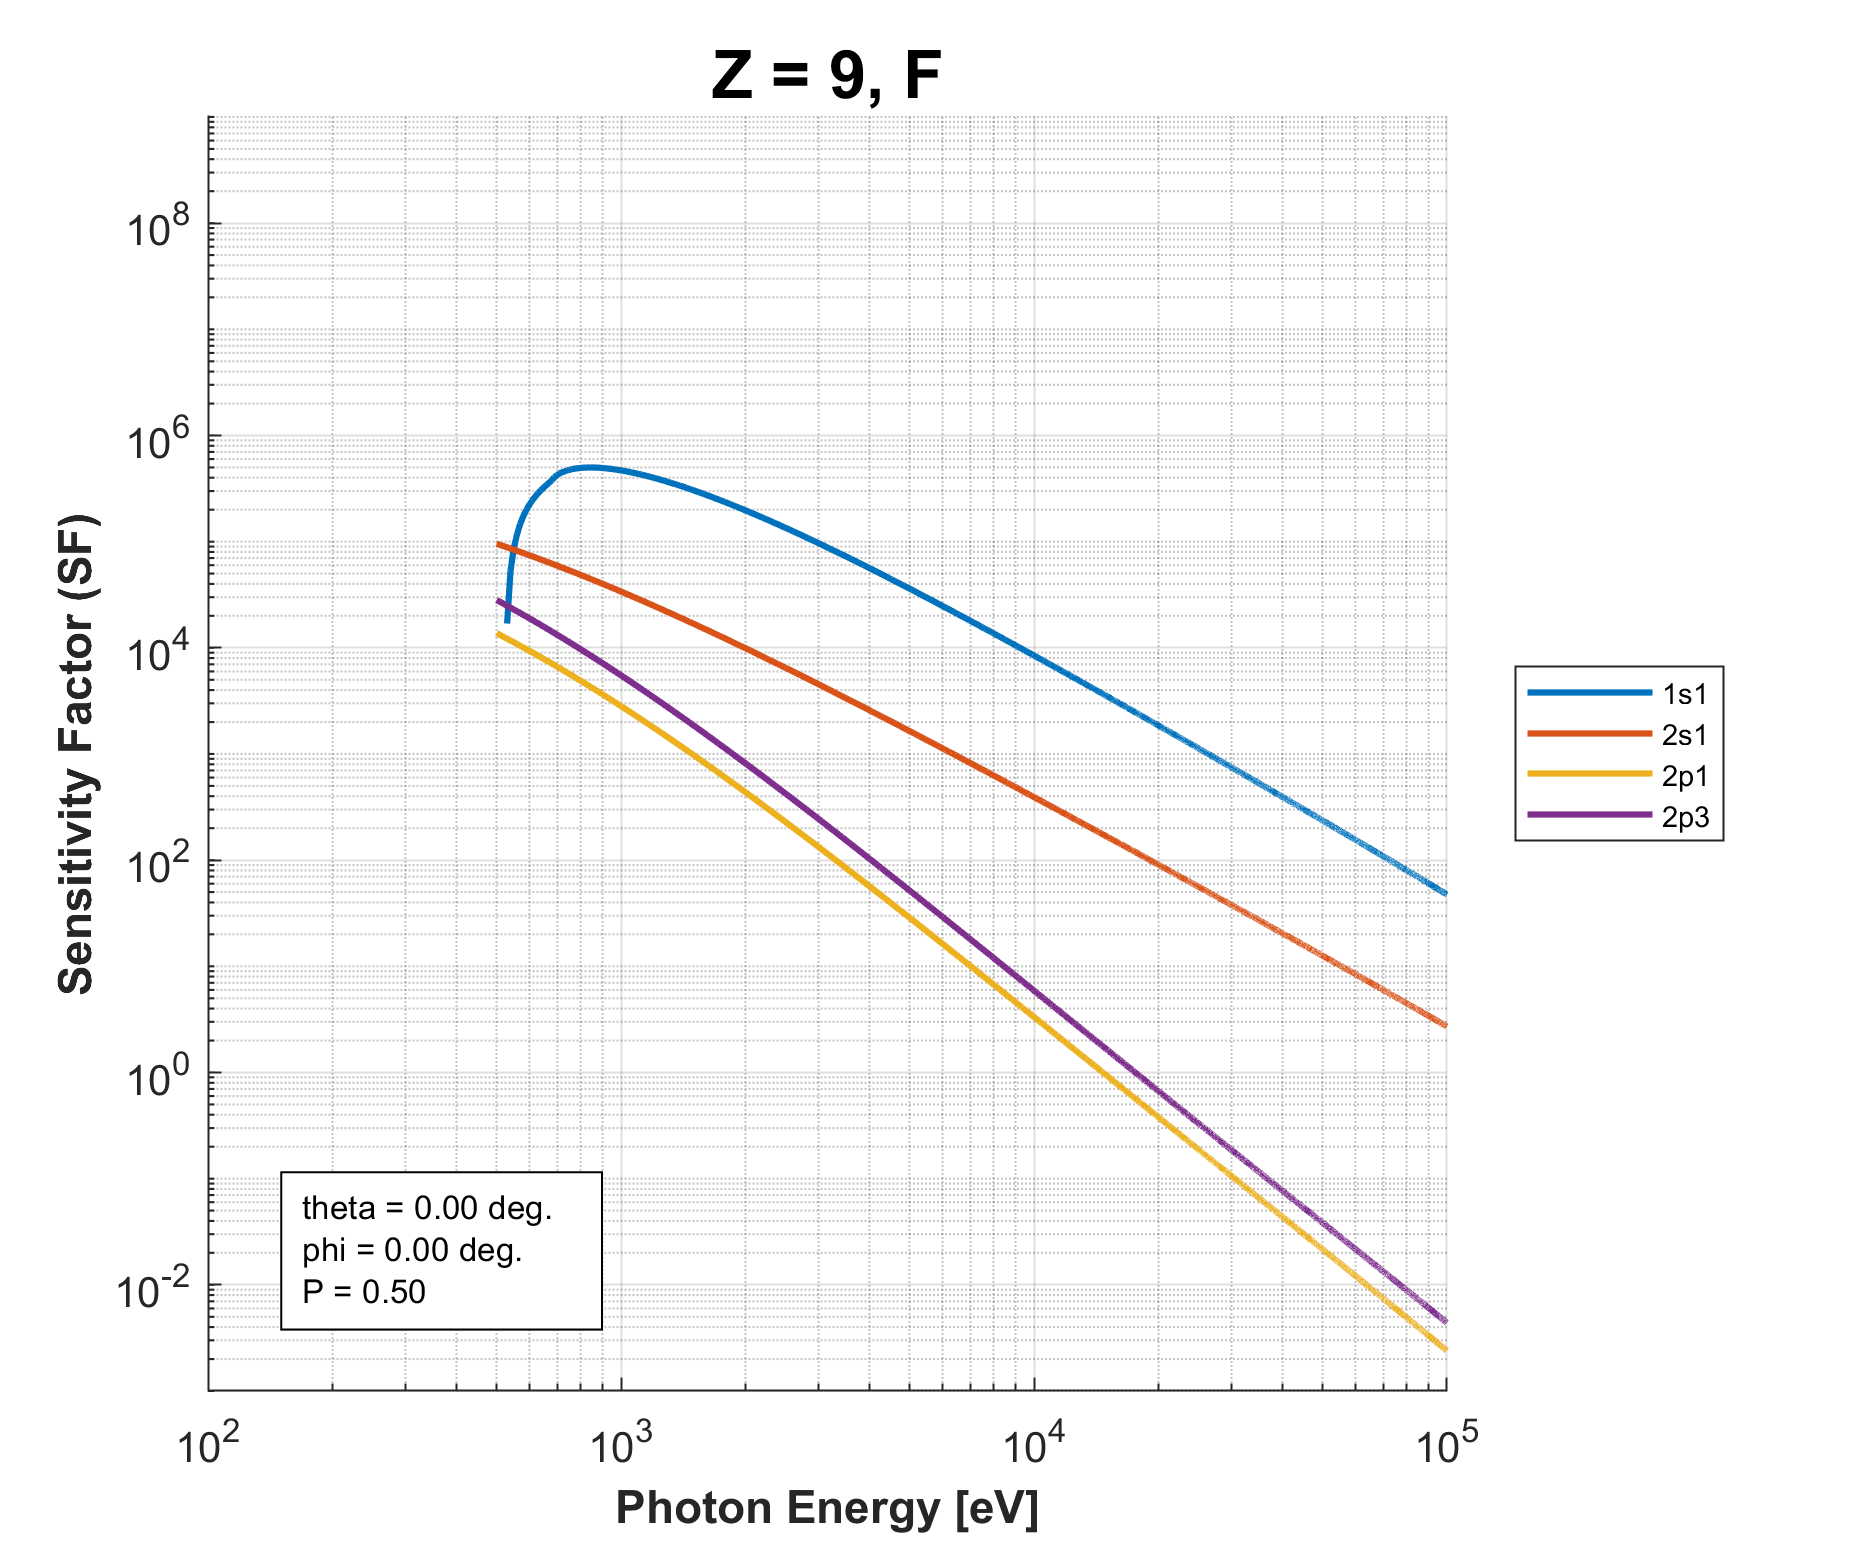 Z = 9, F
Sensitivity Factor (SF)
10^8
10^6
10^4
10^2
10^0
10^-2
10^2
10^3
10^4
10^5
Photon Energy [eV]
theta = 0.00 deg.
phi = 0.00 deg.
P = 0.50
1s1
2s1
2p1
2p3